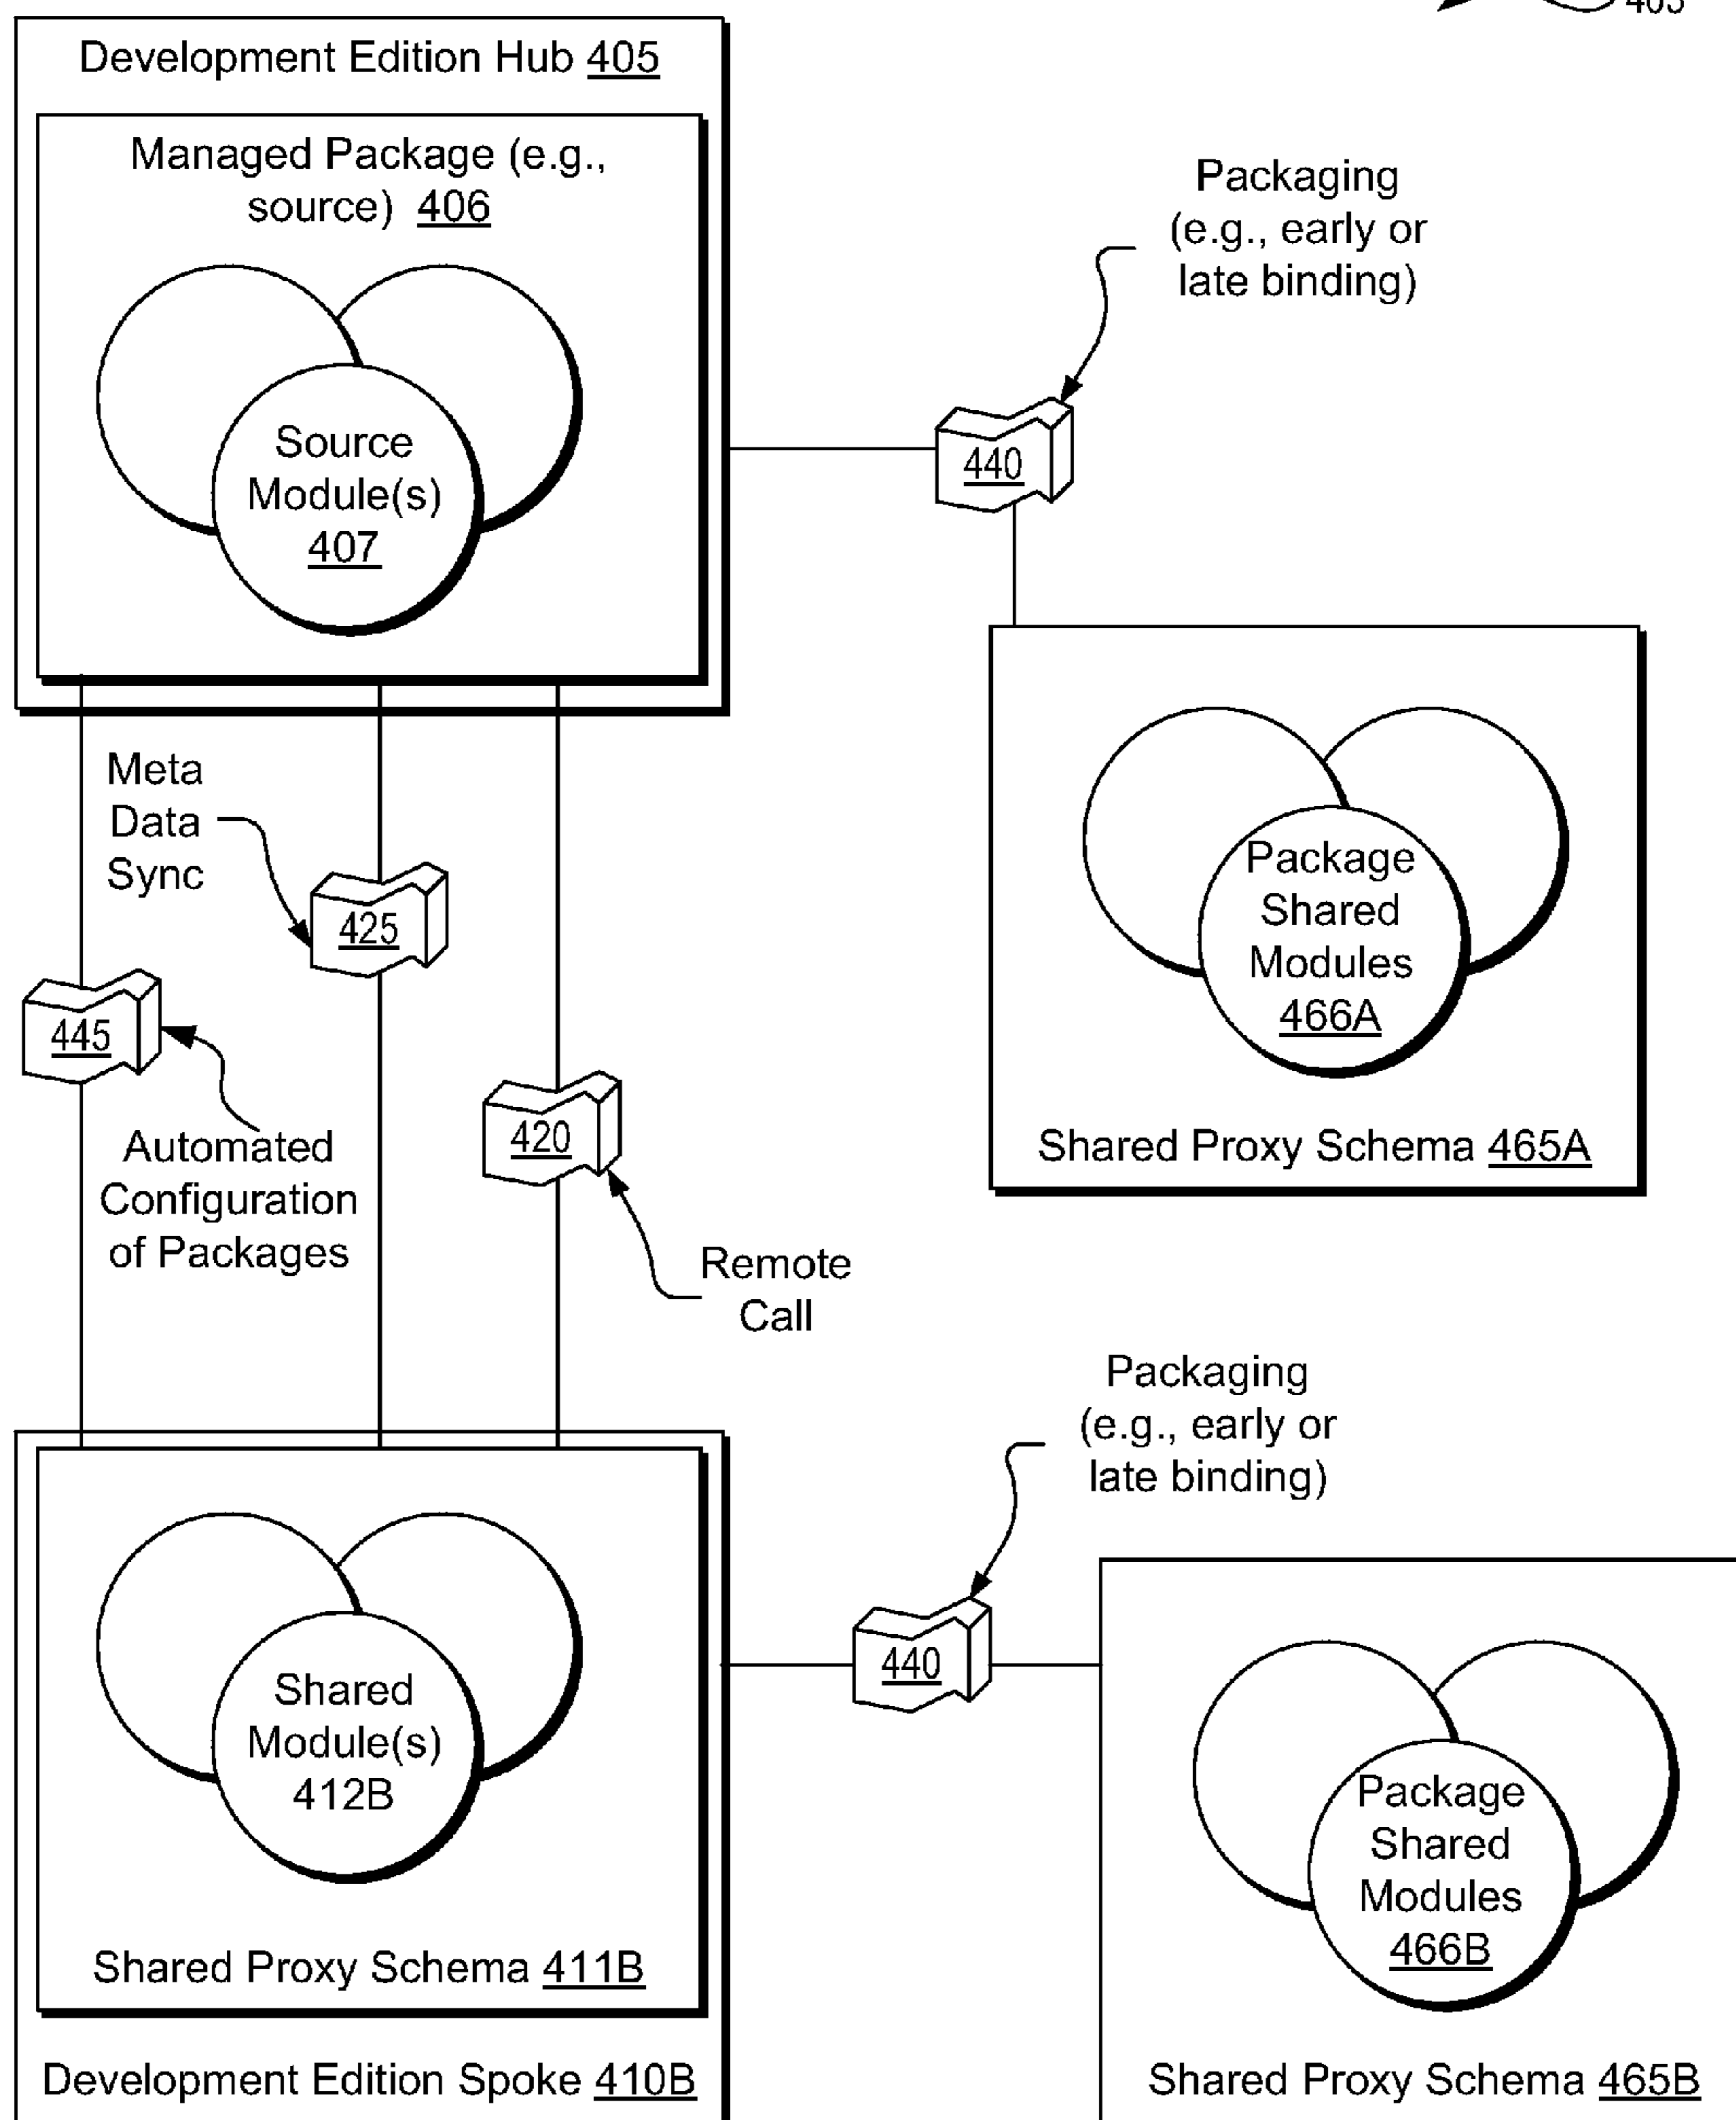 Development Edition Hub 405
Managed Package (e.g.,
source) 406
Source
Module(s)
407
Packaging
(e.g., early or
late binding)
440
Package
Shared
Modules
466A
Shared Proxy Schema 465A
Meta
Data
Sync
425
445
Automated
Configuration
of Packages
420
Remote
Call
Packaging
(e.g., early or
late binding)
440
Shared
Module(s)
412B
Shared Proxy Schema 411B
Development Edition Spoke 410B
Package
Shared
Modules
466B
Shared Proxy Schema 465B